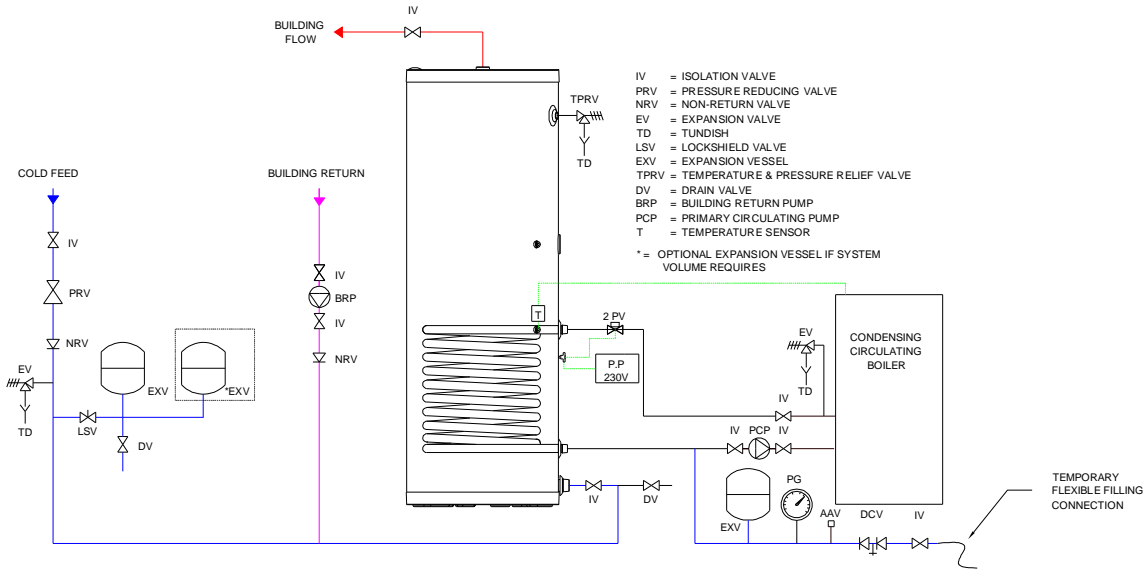 IV
BUILDING
FLOW
IV = ISOLATION VALVE
PRV = PRESSURE REDUCING VALVE
NRV = NON-RETURN VALVE
EV = EXPANSION VALVE
TD = TUNDISH
LSV = LOCKSHIELD VALVE
EXV = EXPANSION VESSEL
TPRV = TEMPERATURE & PRESSURE RELIEF VALVE
DV = DRAIN VALVE
BRP = BUILDING RETURN PUMP
PCP = PRIMARY CIRCULATING PUMP
T = TEMPERATURE SENSOR
* = OPTIONAL EXPANSION VESSEL IF SYSTEM
VOLUME REQUIRES
TPRV
TD
COLD FEED
IV
PRV
NRV
EV
TD
LSV
EXV
*EXV
DV
BUILDING RETURN
IV
BRP
IV
NRV
T
2 PV
P.P
230V
CONDENSING
CIRCULATING
BOILER
EV
TD
IV
IV
PCP
IV
IV
DV
EXV
PG
AAV
DCV
IV
TEMPORARY
FLEXIBLE FILLING
CONNECTION